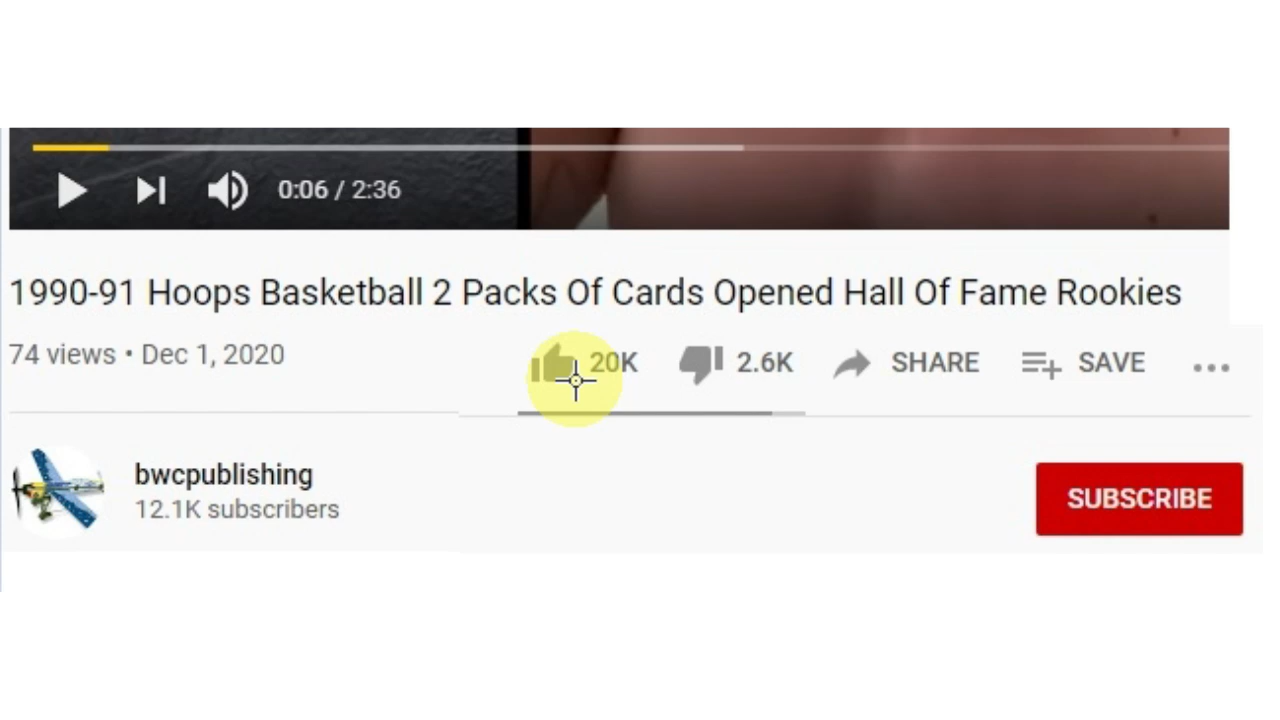 0:06 / 2:36
1990-91 Hoops Basketball 2 Packs Of Cards Opened Hall Of Fame Rookies
74 views • Dec 1, 2020
20K 2.6K SHARE SAVE
bwcpublishing
12.1K subscribers
SUBSCRIBE